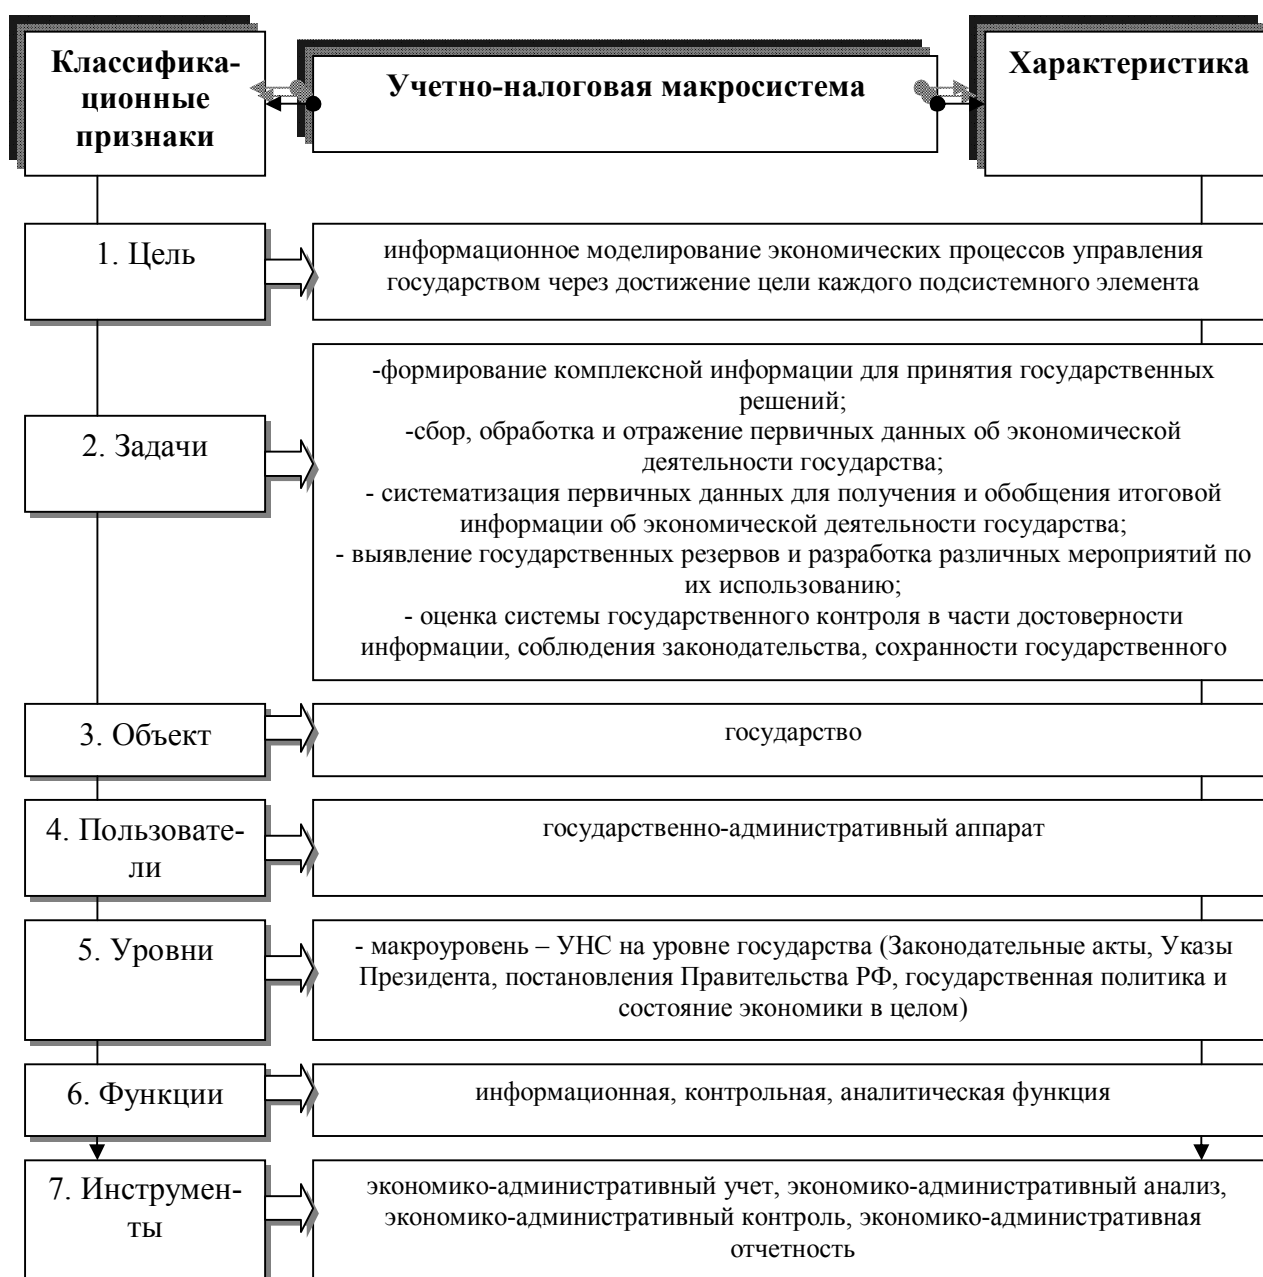 Классифика-
ционные
признаки
Учетно-налоговая макросистема
Характеристика
1. Цель
информационное моделирование экономических процессов управления
государством через достижение цели каждого подсистемного элемента
2. Задачи
-формирование комплексной информации для принятия государственных
решений;
-сбор, обработка и отражение первичных данных об экономической
деятельности государства;
- систематизация первичных данных для получения и обобщения итоговой
информации об экономической деятельности государства;
- выявление государственных резервов и разработка различных мероприятий по
их использованию;
- оценка системы государственного контроля в части достоверности
информации, соблюдения законодательства, сохранности государственного
3. Объект
государство
4. Пользовате-
ли
государственно-административный аппарат
5. Уровни
- макроуровень – УНС на уровне государства (Законодательные акты, Указы
Президента, постановления Правительства РФ, государственная политика и
состояние экономики в целом)
6. Функции
информационная, контрольная, аналитическая функция
7. Инструмен-
ты
экономико-административный учет, экономико-административный анализ,
экономико-административный контроль, экономико-административная
отчетность